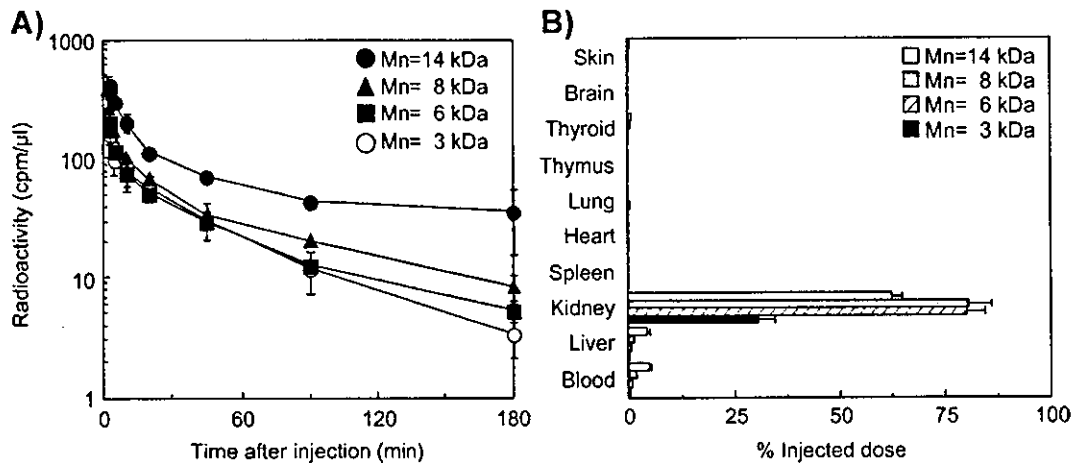 A)
1000
100
10
1
Radioactivity (cpm/µl)
0
60
120
180
Time after injection (min)
Mn=14 kDa
Mn= 8 kDa
Mn= 6 kDa
Mn= 3 kDa
B)
Skin
Brain
Thyroid
Thymus
Lung
Heart
Spleen
Kidney
Liver
Blood
Mn=14 kDa
Mn= 8 kDa
Mn= 6 kDa
Mn= 3 kDa
0
25
50
75
100
% Injected dose